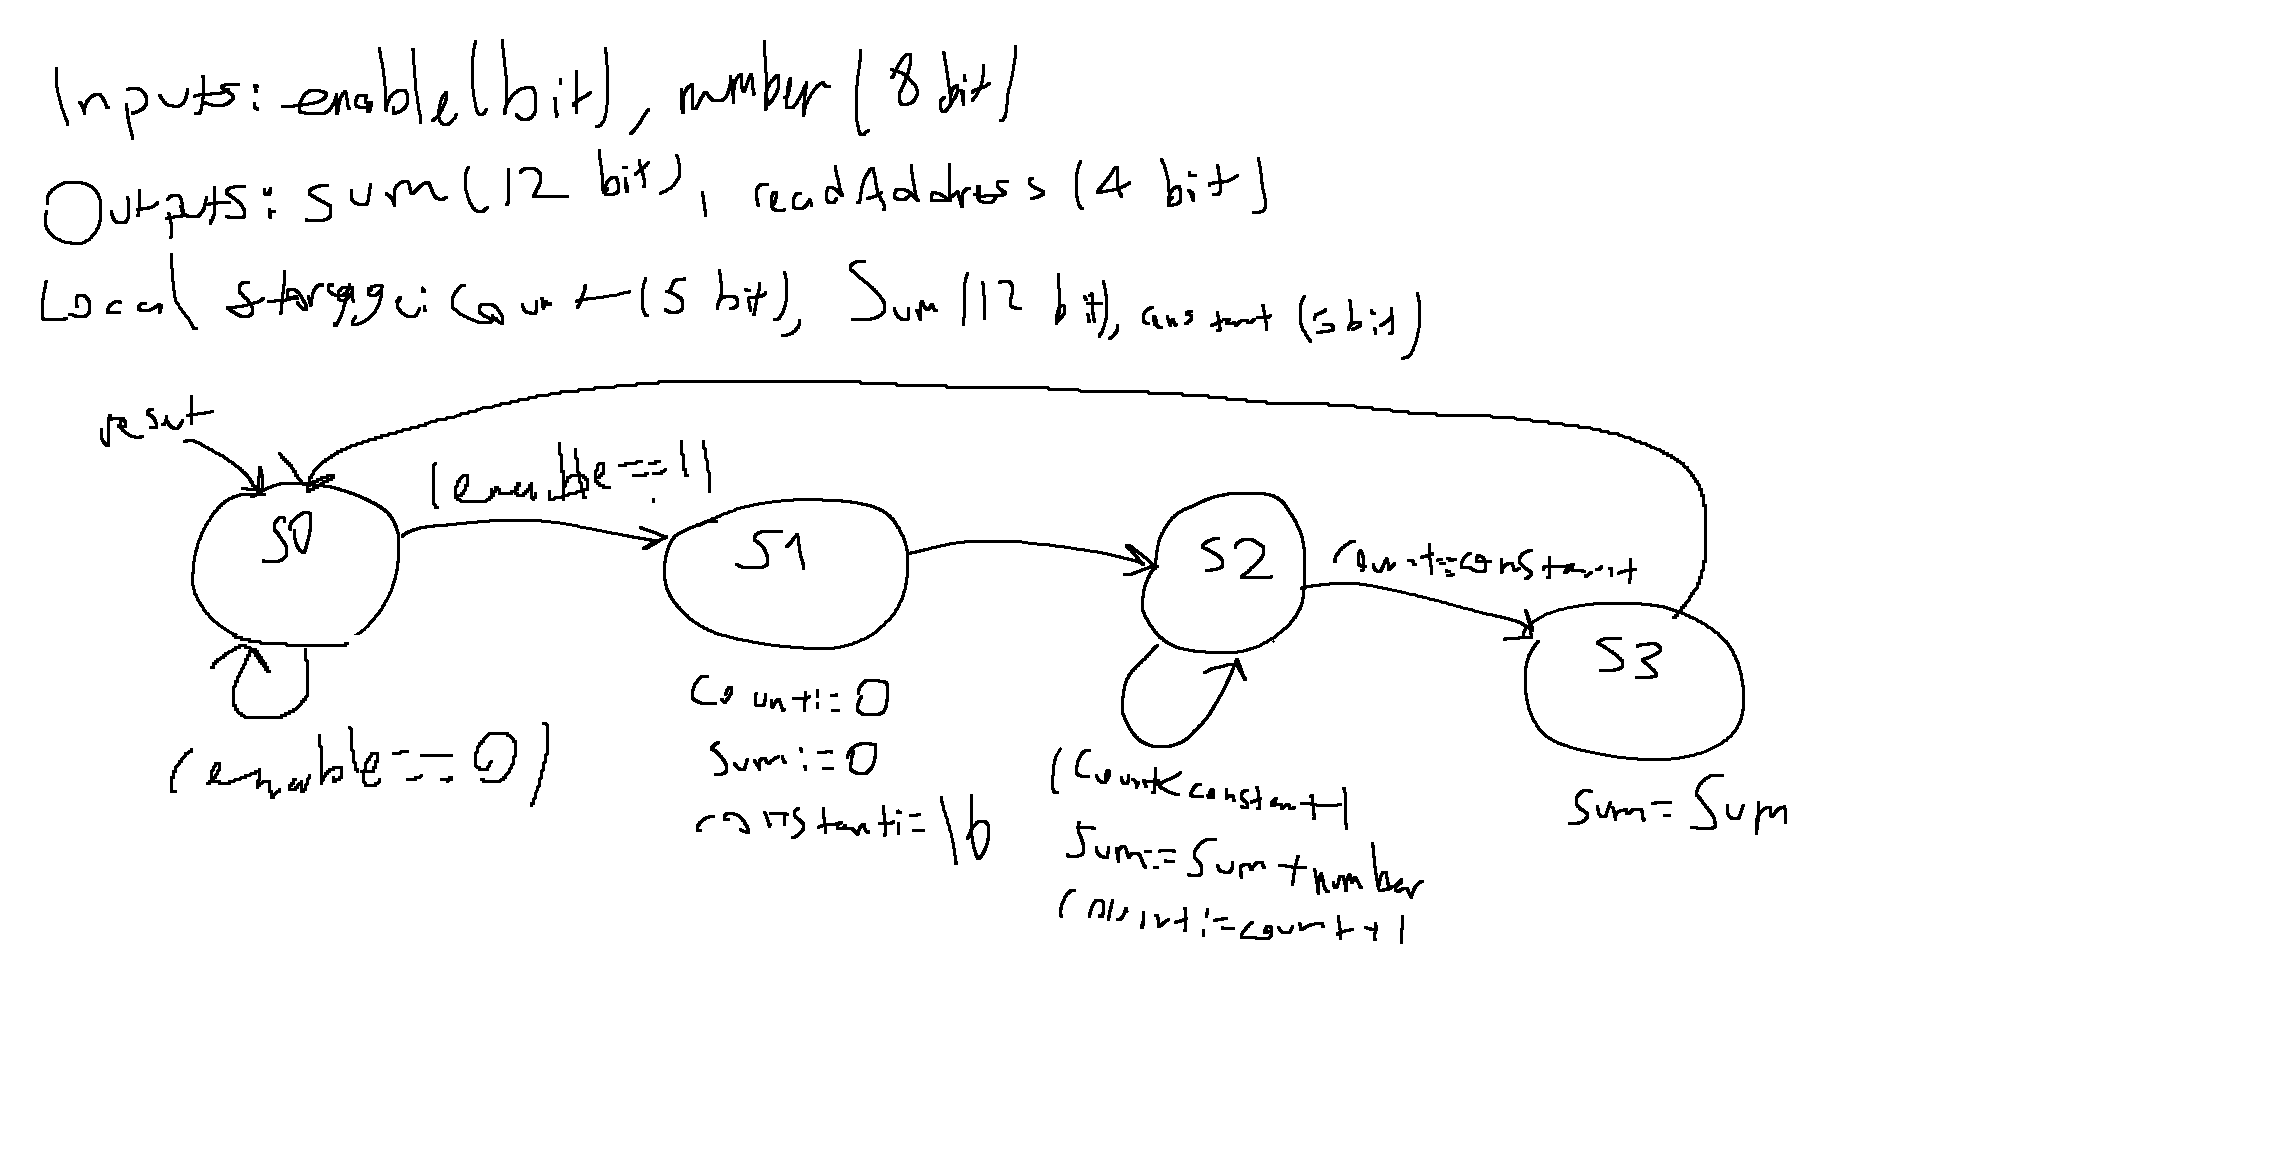 Inputs: enable(bit), number (8 bit)
Outputs: sum (12 bit), readAddress (4 bit)
Local storage: count (5 bit), Sum (12 bit), constant (5 bit)
reset
(enable==1)
S0
S1
S2
count==constant
S3
(enable==0)
count:=0
sum:=0
constant:=16
(count<constant)
Sum:=Sum+number
count:=count+1
sum=Sum